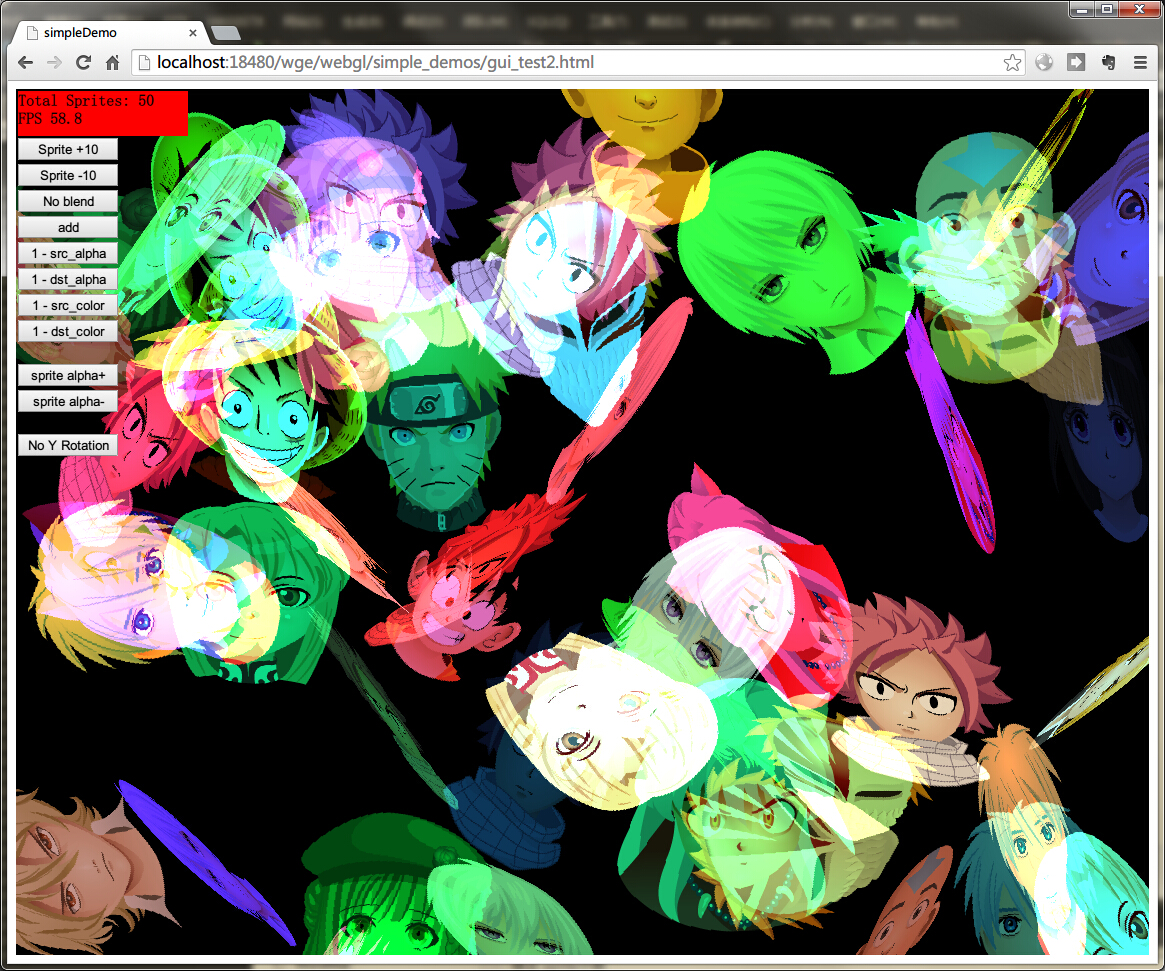 simpleDemo
localhost:18480/wge/webgl/simple_demos/gui_test2.html
Total Sprites: 50
FPS 58.8
Sprite +10
Sprite -10
No blend
add
1 - src_alpha
1 - dst_alpha
1 - src_color
1 - dst_color
sprite alpha+
sprite alpha-
No Y Rotation